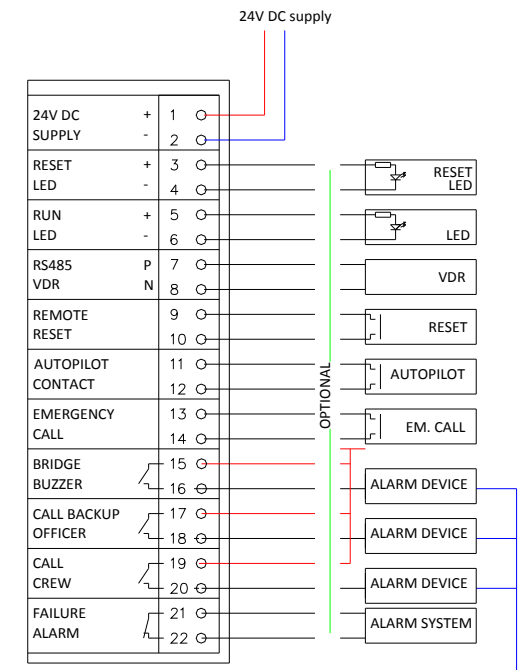 24V DC supply
24V DC + 1
SUPPLY - 2
RESET + 3
LED - 4
RESET
LED
RUN + 5
LED - 6
LED
RS485 P 7
VDR N 8
VDR
REMOTE 9
RESET 10
RESET
AUTOPILOT 11
CONTACT 12
AUTOPILOT
OPTIONAL
EMERGENCY 13
CALL 14
EM. CALL
BRIDGE 15
BUZZER 16
ALARM DEVICE
CALL BACKUP 17
OFFICER 18
ALARM DEVICE
CALL 19
CREW 20
ALARM DEVICE
FAILURE 21
ALARM 22
ALARM SYSTEM